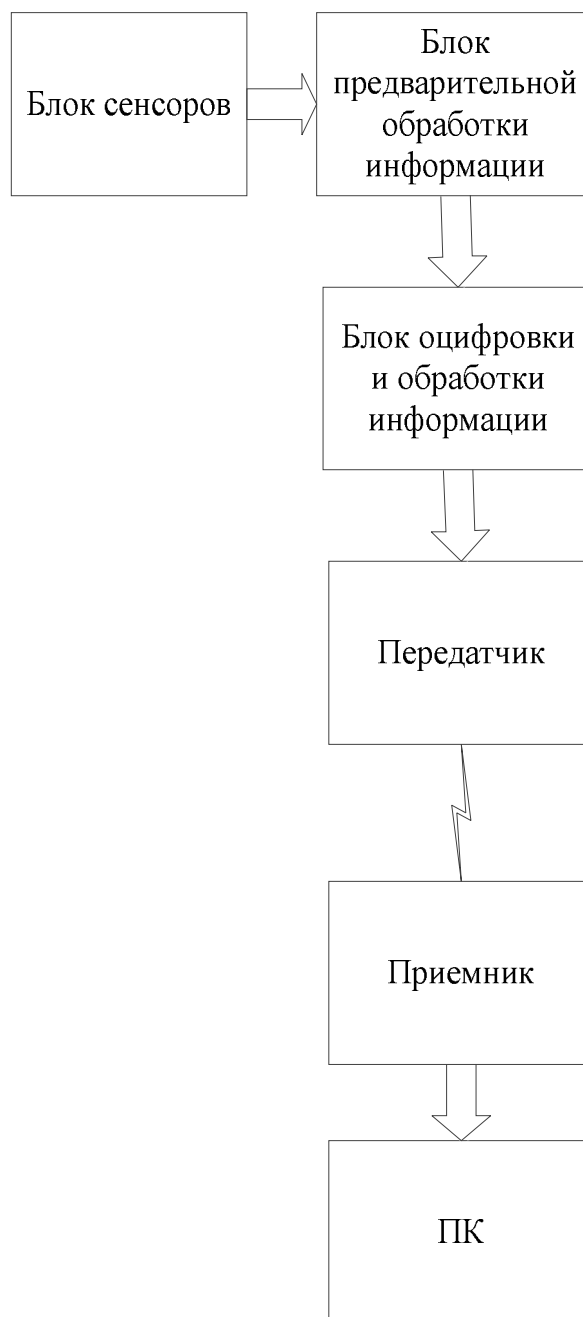 Блок сенсоров
Блок
предварительной
обработки
информации
Блок оцифровки
и обработки
информации
Передатчик
Приемник
ПК